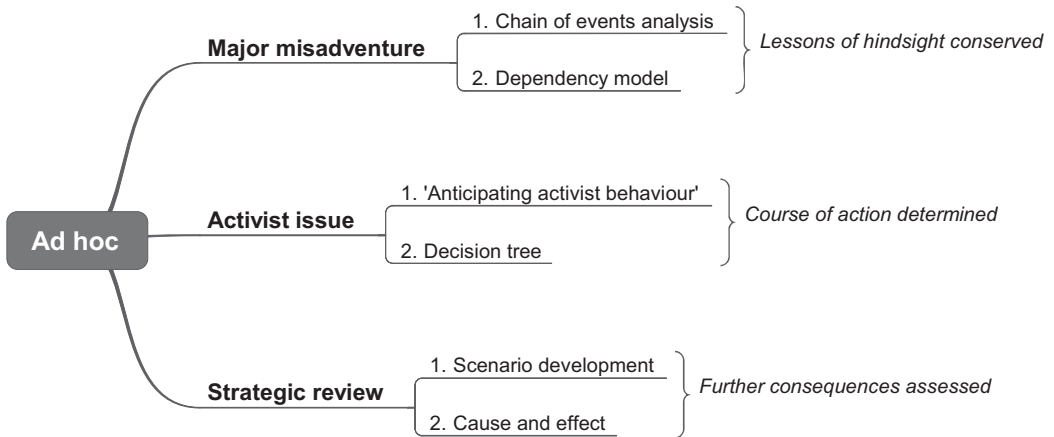 Ad hoc
Major misadventure
1. Chain of events analysis
2. Dependency model
Lessons of hindsight conserved
Activist issue
1. 'Anticipating activist behaviour'
2. Decision tree
Course of action determined
Strategic review
1. Scenario development
2. Cause and effect
Further consequences assessed